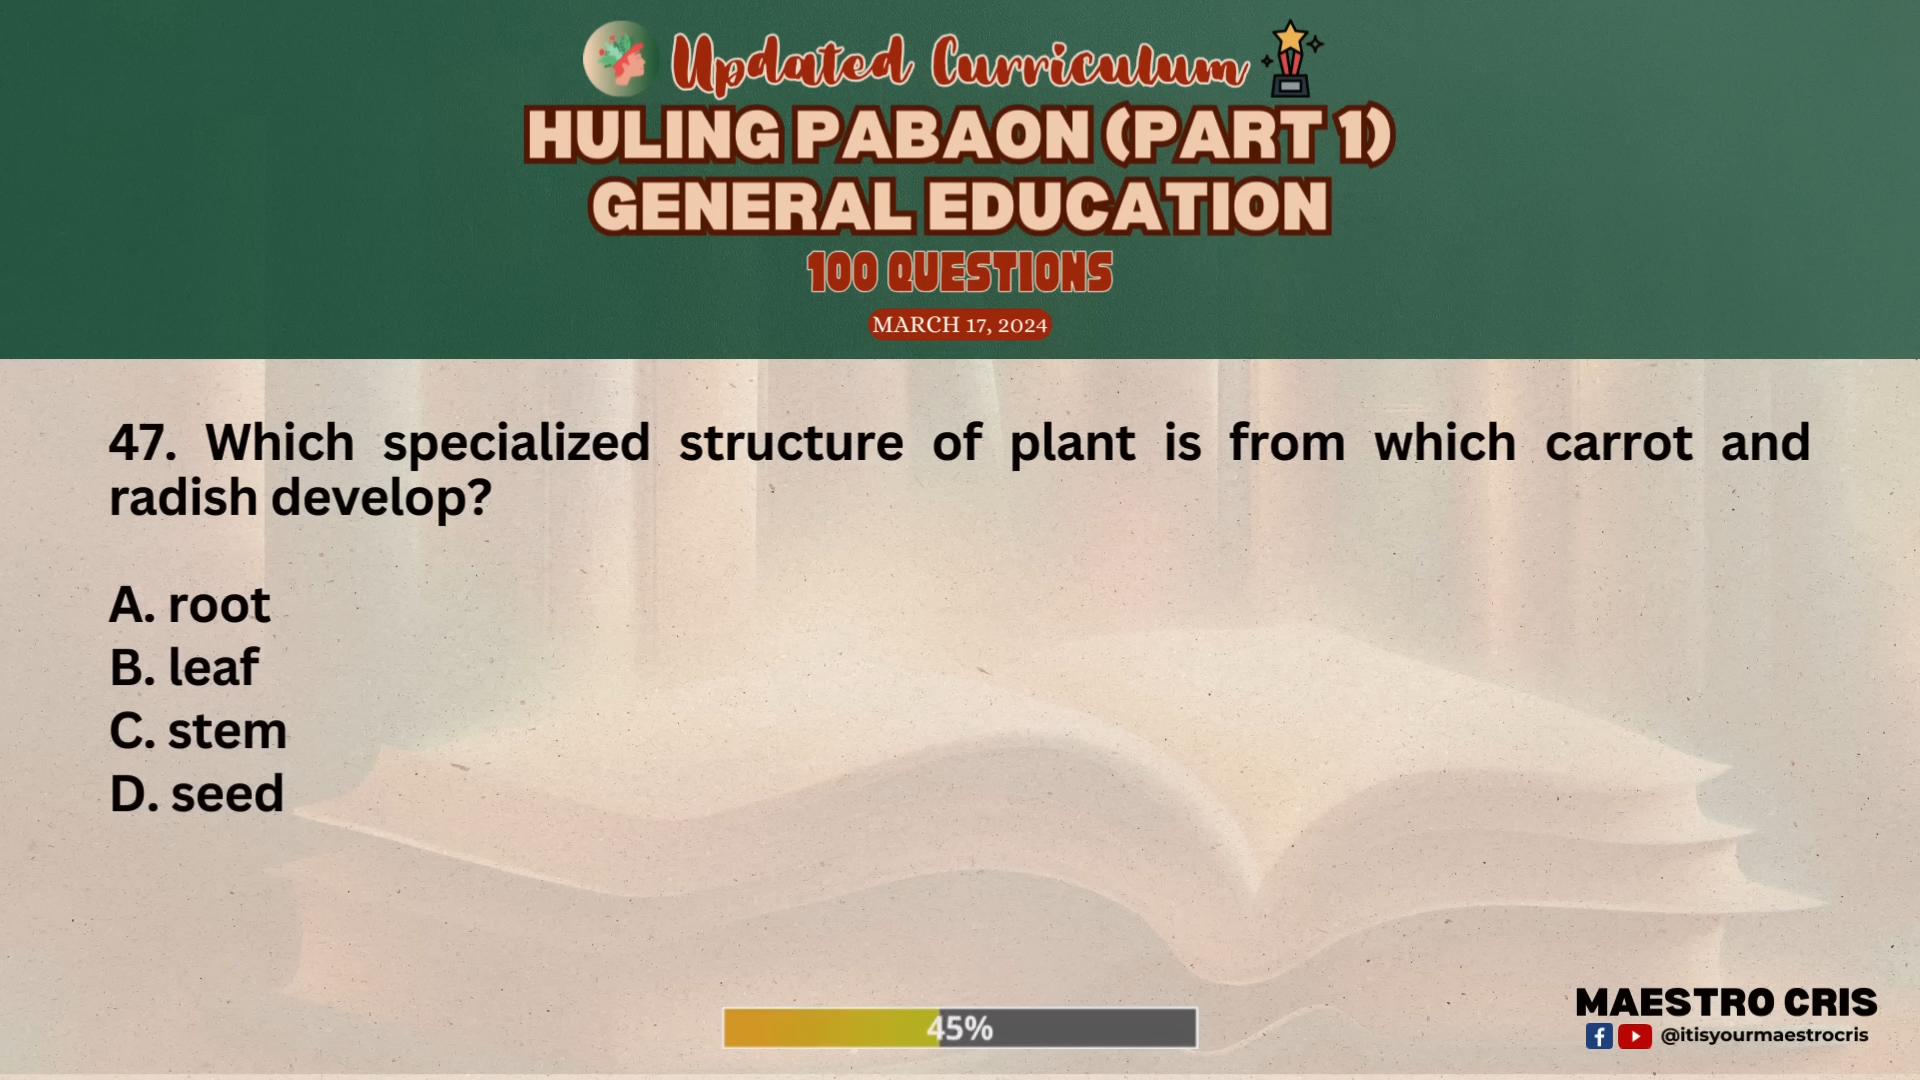 Updated Curriculum
HULING PABAON (PART 1)
GENERAL EDUCATION
100 QUESTIONS
MARCH 17, 2024
47. Which specialized structure of plant is from which carrot and
radish develop?
A. root
B. leaf
C. stem
D. seed
45%
MAESTRO CRIS
@itisyourmaestrocris